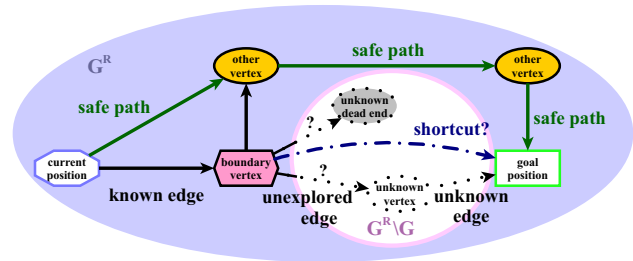 G^R
other
vertex
safe path
other
vertex
safe path
unknown
dead end
?
shortcut?
safe path
current
position
boundary
vertex
goal
position
known edge
?
unexplored
edge
unknown
vertex
unknown
edge
G^R\G